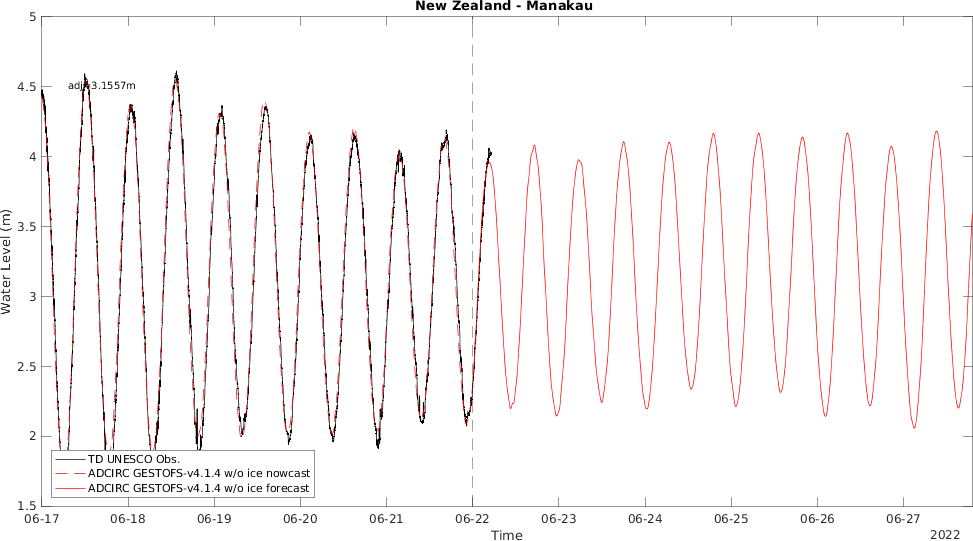 New Zealand - Manakau
5
4.5
4
3.5
3
2.5
2
1.5
Water Level (m)
adj=3.1557m
TD UNESCO Obs.
ADCIRC GESTOFS-v4.1.4 w/o ice nowcast
ADCIRC GESTOFS-v4.1.4 w/o ice forecast
06-17 06-18 06-19 06-20 06-21 06-22 06-23 06-24 06-25 06-26 06-27
Time
2022